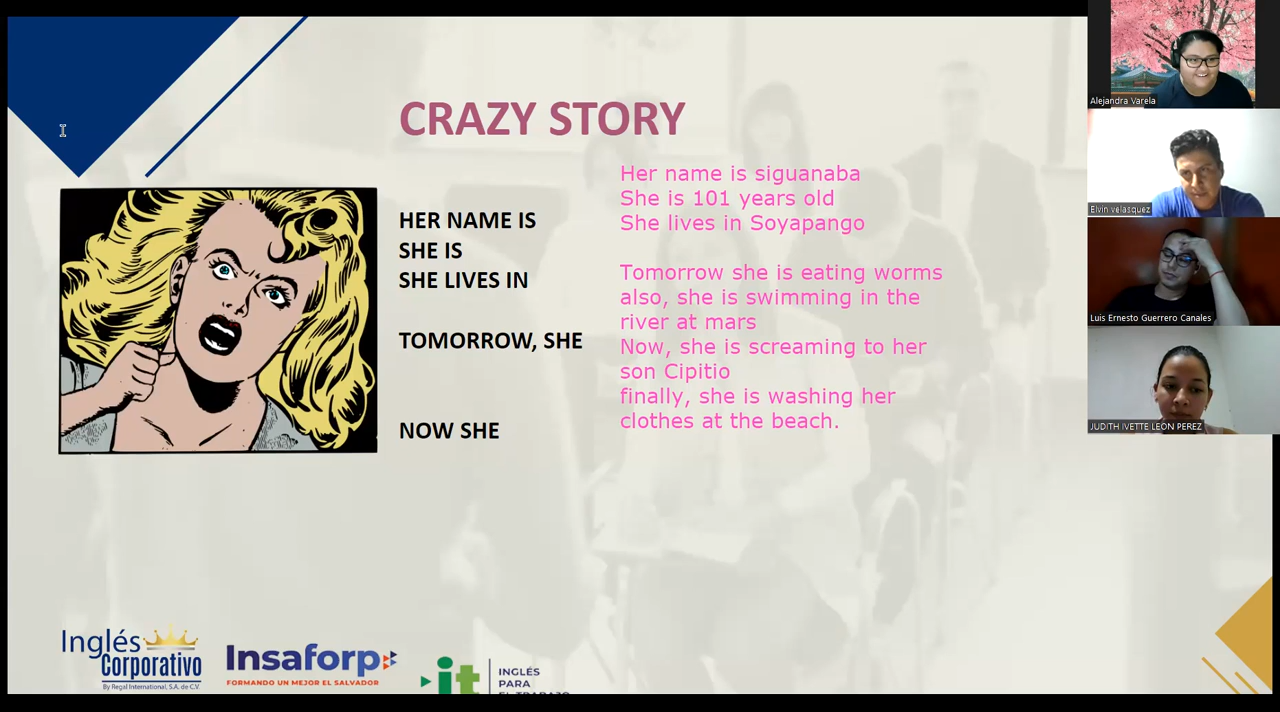 CRAZY STORY
HER NAME IS
SHE IS
SHE LIVES IN
TOMORROW, SHE
NOW SHE
Her name is siguanaba
She is 101 years old
She lives in Soyapango
Tomorrow she is eating worms
also, she is swimming in the
river at mars
Now, she is screaming to her
son Cipitio
finally, she is washing her
clothes at the beach.
Alejandra Varela
Elvin velasquez
Luis Ernesto Guerrero Canales
JUDITH IVETTE LEON PEREZ
Inglés
Corporativo
By Regal International, S.A. de C.V.
Insaforp
FORMANDO UN MEJOR EL SALVADOR
it
INGLÉS
PARA
EL TRABAJO